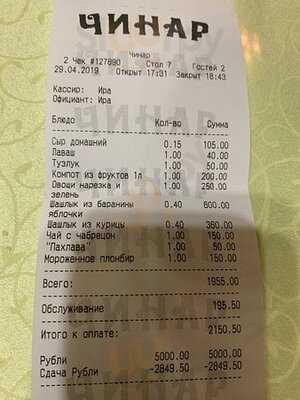 ЧИНАР
Чинар
2 Чек #127890 Стол 7 Гостей 2
29.04.2019 Открыт 17:31 Закрыт 18:43
Кассир: Ира
Официант: Ира
Блюдо Кол-во Сумма
Сыр домашний 0.15 105.00
Лаваш 1.00 40.00
Тузлук 1.00 50.00
Компот из фруктов 1л 1.00 200.00
Овощи нарезка и 1.00 250.00
зелень
Шашлык из баранины 0.40 600.00
яблочки
Шашлык из курицы 0.40 360.00
Чай с чабрецом 1.00 150.00
"Пахлава" 1.00 50.00
Мороженное пломбир 1.00 150.00
Всего: 1955.00
Обслуживание 195.50
Итого к оплате: 2150.50
Рубли 5000.00 5000.00
Сдача Рубли -2849.50 -2849.50